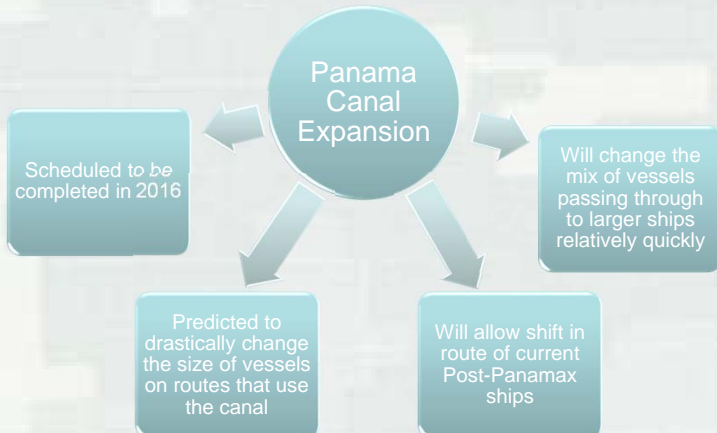 Panama
Canal
Expansion
Scheduled to be
completed in 2016
Predicted to
drastically change
the size of vessels
on routes that use
the canal
Will allow shift in
route of current
Post-Panamax
ships
Will change the
mix of vessels
passing through
to larger ships
relatively quickly